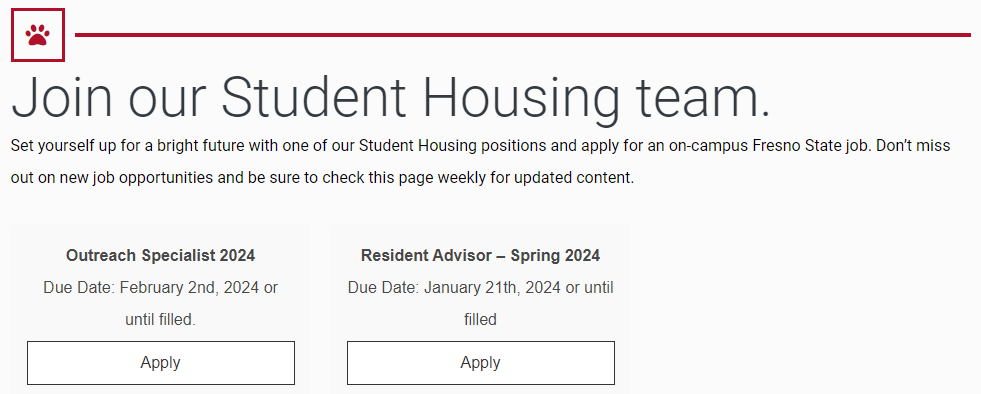 Join our Student Housing team.
Set yourself up for a bright future with one of our Student Housing positions and apply for an on-campus Fresno State job. Don’t miss
out on new job opportunities and be sure to check this page weekly for updated content.
Outreach Specialist 2024
Due Date: February 2nd, 2024 or
until filled.
Apply
Resident Advisor – Spring 2024
Due Date: January 21th, 2024 or until
filled
Apply